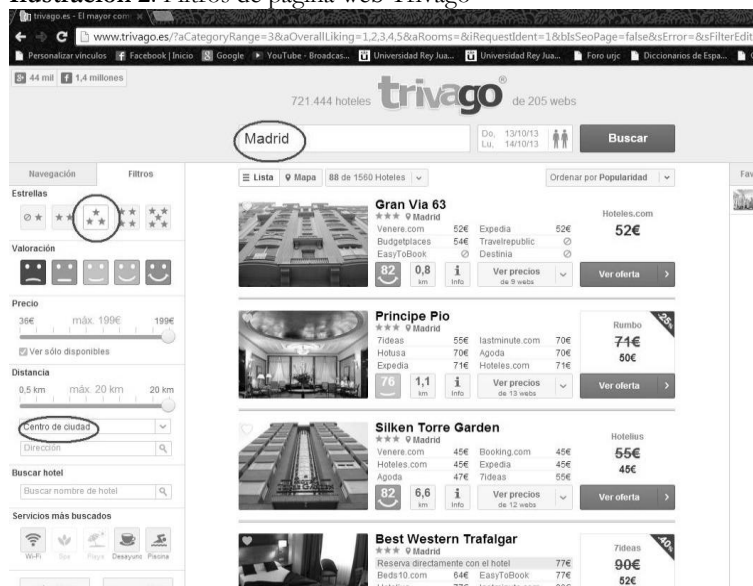 Ilustración 2. Filtros de página web Trivago
trivago.es - El mayor com
www.trivago.es/?aCategoryRange=3&aOverallLiking=1,2,3,4,5&aRooms=&iRequestIdent=1&bIsSeoPage=false&sError=&sFilterEdit
Personalizar vínculos Facebook | Inicio Google YouTube - Broadcas... Universidad Rey Jua... Universidad Rey Jua... Foro urjc Diccionarios de Espa...
44 mil 1,4 millones
721.444 hoteles trivago® de 205 webs
Madrid
Do, 13/10/13
Lu, 14/10/13
Buscar
Navegación Filtros
Estrellas
Valoración
Precio
36€ máx. 199€ 199€
Ver sólo disponibles
Distancia
0,5 km máx. 20 km 20 km
Centro de ciudad
Dirección
Buscar hotel
Buscar nombre de hotel
Servicios más buscados
Wi-Fi Spa Playa Desayuno Piscina
Lista Mapa 88 de 1560 Hoteles Ordenar por Popularidad
Fav
Gran Via 63
Madrid
Venere.com 52€ Expedia 52€
Budgetplaces 54€ Travelrepublic
EasyToBook Destinia
82 0,8 km i Info Ver precios de 9 webs
Hoteles.com
52€
Ver oferta
Principe Pio
Madrid
7ideas 55€ lastminute.com 70€
Hotusa 70€ Agoda 70€
Expedia 71€ Hoteles.com 71€
76 1,1 km i Info Ver precios de 13 webs
-25%
Rumbo
71€
50€
Ver oferta
Silken Torre Garden
Madrid
Venere.com 45€ Booking.com 45€
Hoteles.com 45€ Expedia 45€
Agoda 47€ 7ideas 55€
82 6,6 km i Info Ver precios de 12 webs
Hotelius
55€
45€
Ver oferta
Best Western Trafalgar
Madrid
Reserva directamente con el hotel 77€
Beds10.com 64€ EasyToBook 77€
-40%
7ideas
90€
52€